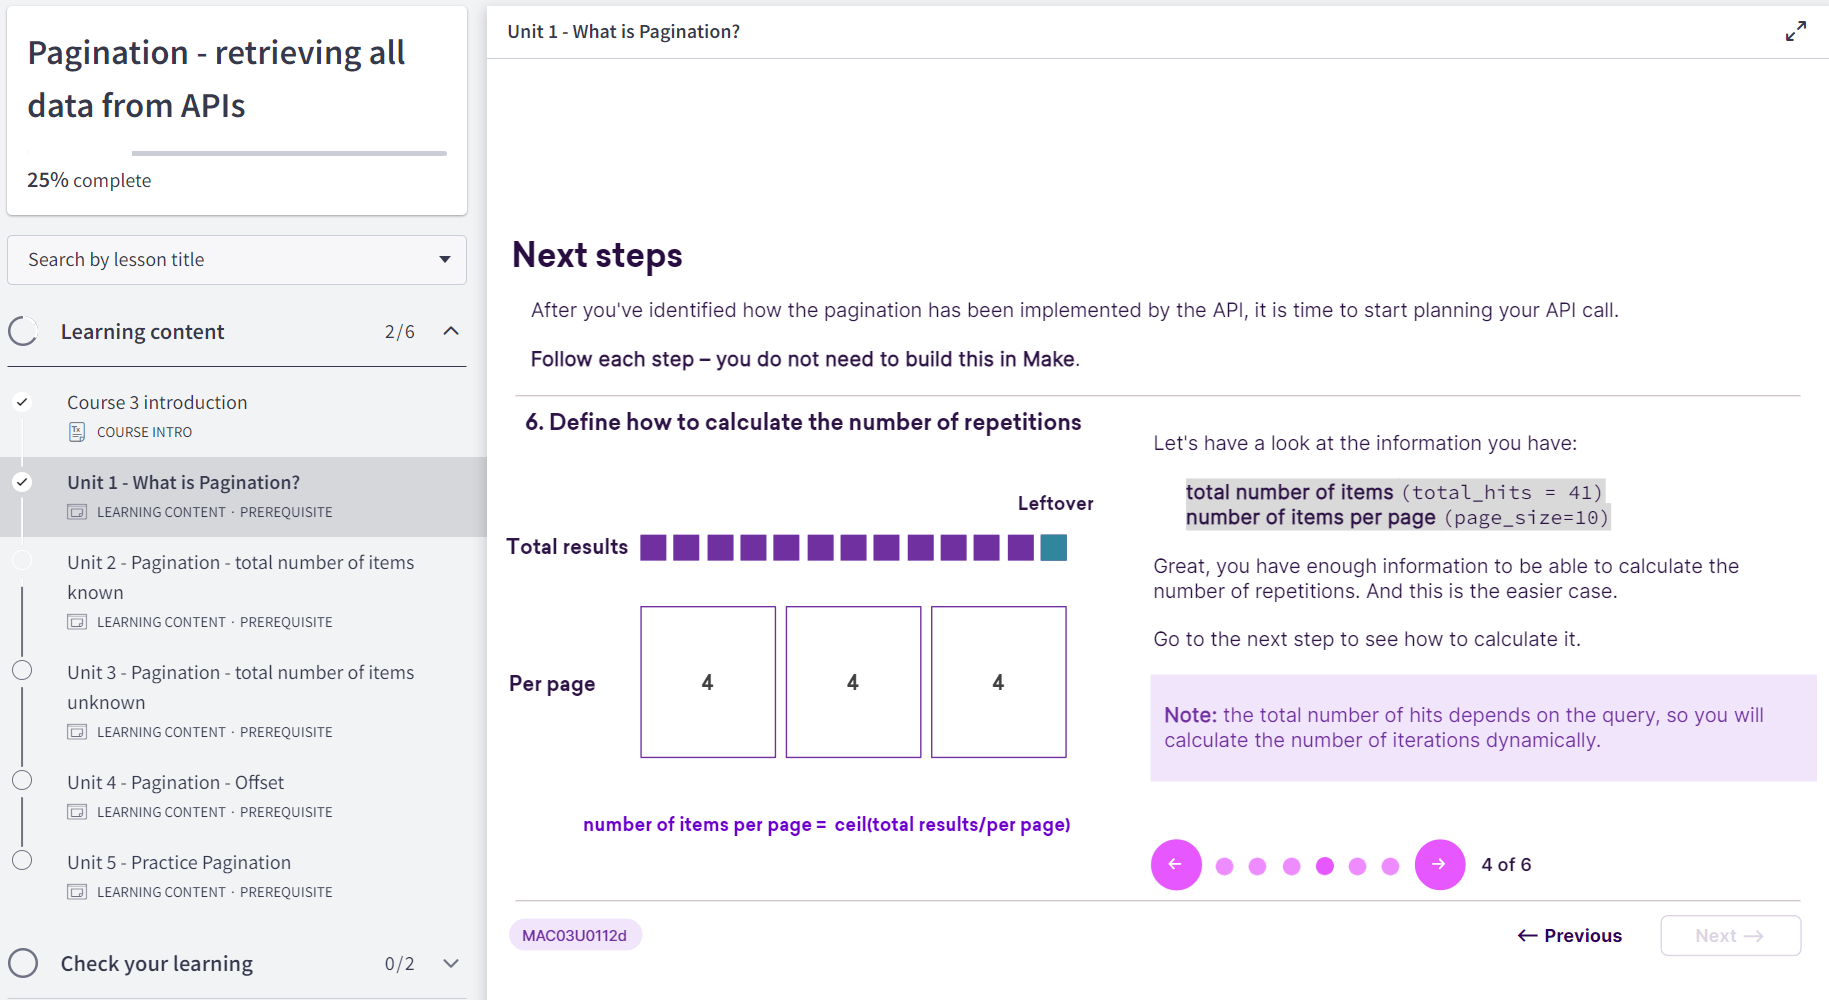 Pagination - retrieving all
data from APIs
25% complete
Search by lesson title
Learning content 2/6
Course 3 introduction
COURSE INTRO
Unit 1 - What is Pagination?
LEARNING CONTENT · PREREQUISITE
Unit 2 - Pagination - total number of items
known
LEARNING CONTENT · PREREQUISITE
Unit 3 - Pagination - total number of items
unknown
LEARNING CONTENT · PREREQUISITE
Unit 4 - Pagination - Offset
LEARNING CONTENT · PREREQUISITE
Unit 5 - Practice Pagination
LEARNING CONTENT · PREREQUISITE
Check your learning 0/2
Unit 1 - What is Pagination?
Next steps
After you've identified how the pagination has been implemented by the API, it is time to start planning your API call.
Follow each step – you do not need to build this in Make.
6. Define how to calculate the number of repetitions
Leftover
Total results
Per page 4 4 4
number of items per page = ceil(total results/per page)
Let's have a look at the information you have:
total number of items (total_hits = 41)
number of items per page (page_size=10)
Great, you have enough information to be able to calculate the
number of repetitions. And this is the easier case.
Go to the next step to see how to calculate it.
Note: the total number of hits depends on the query, so you will
calculate the number of iterations dynamically.
← → 4 of 6
MAC03U0112d
← Previous
Next →